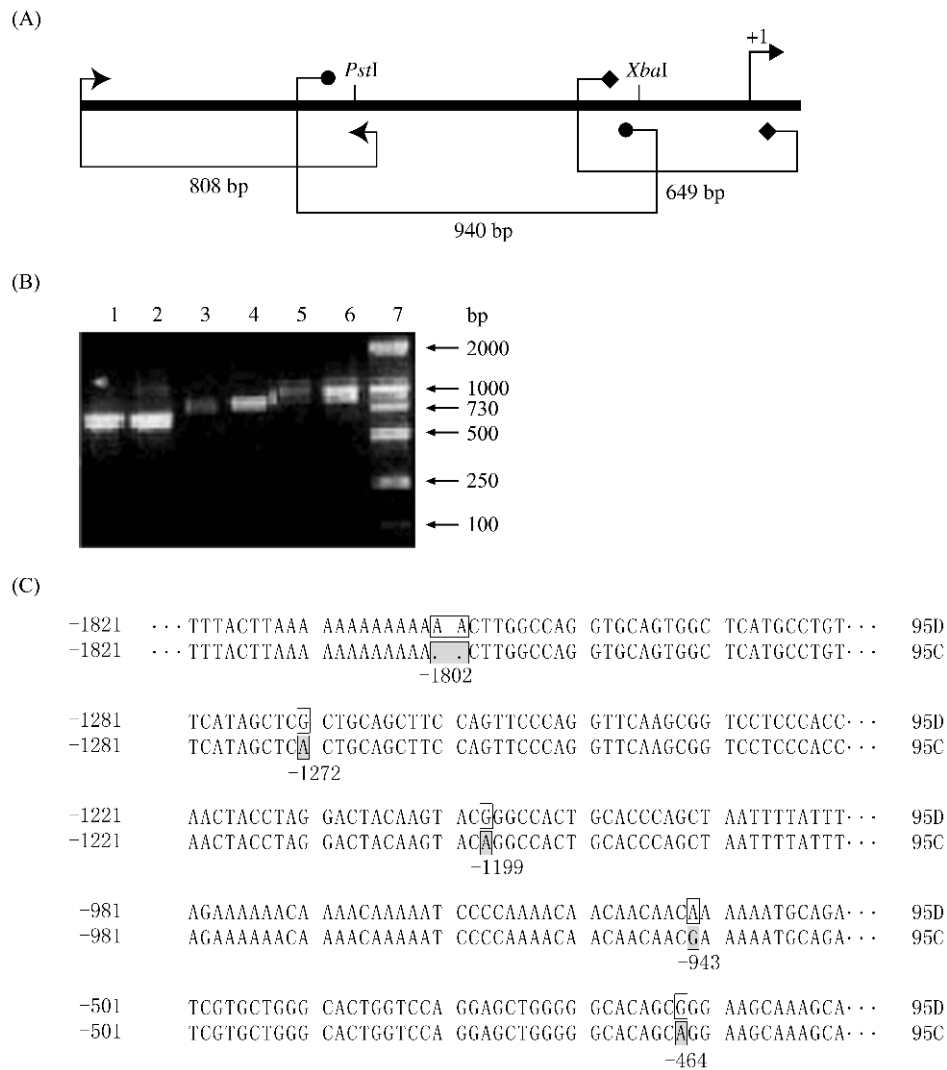 (A)
+1
PstI
XbaI
808 bp
649 bp
940 bp
(B)
1 2 3 4 5 6 7 bp
2000
1000
730
500
250
100
(C)
-1821 ···TTTACTTAAA AAAAAAAAAA A ACTTGGCCAG GTGCAGTGGC TCATGCCTGT··· 95D
-1821 ···TTTACTTAAA AAAAAAAAAA. .CTTGGCCAG GTGCAGTGGC TCATGCCTGT··· 95C
-1802
-1281 TCATAGCTCG CTGCAGCTTC CAGTTCCCAG GTTCAAGCGG TCCTCCCACC··· 95D
-1281 TCATAGCTCA CTGCAGCTTC CAGTTCCCAG GTTCAAGCGG TCCTCCCACC··· 95C
-1272
-1221 AACTACCTAG GACTACAAGT ACGGGCCACT GCACCCAGCT AATTTTATTT··· 95D
-1221 AACTACCTAG GACTACAAGT ACAGGCCACT GCACCCAGCT AATTTTATTT··· 95C
-1199
-981 AGAAAAAACA AAACAAAAAT CCCCAAAACA ACAACAACAA AAAATGCAGA··· 95D
-981 AGAAAAAACA AAACAAAAAT CCCCAAAACA ACAACAACGA AAAATGCAGA··· 95C
-943
-501 TCGTGCTGGG CACTGGTCCA GGAGCTGGGG GCACAGCGGG AAGCAAAGCA··· 95D
-501 TCGTGCTGGG CACTGGTCCA GGAGCTGGGG GCACAGCAGG AAGCAAAGCA··· 95C
-464